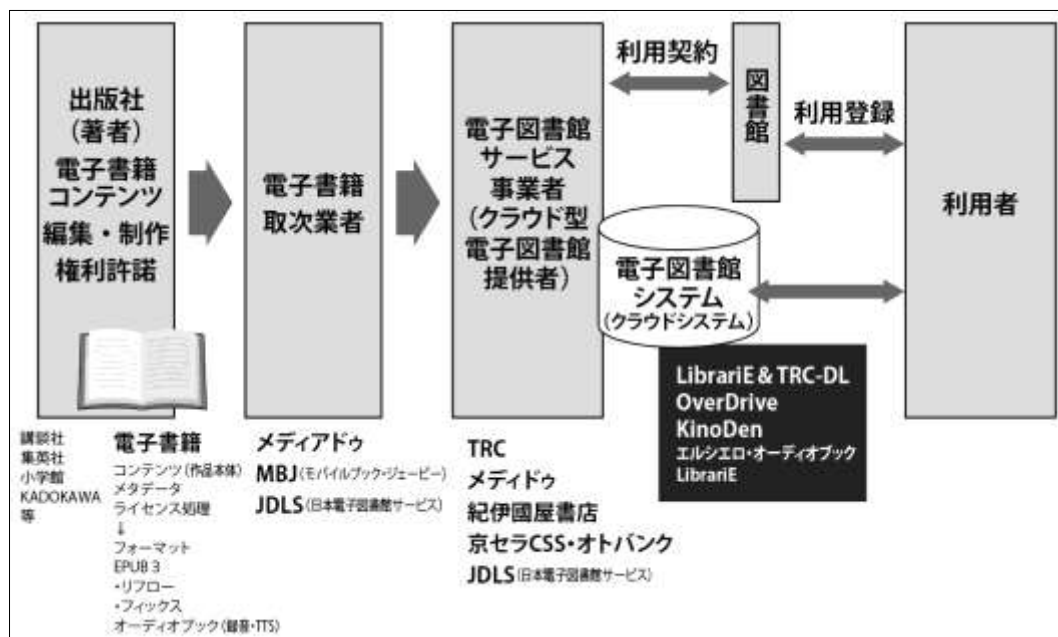 出版社
(著者)
電子書籍
コンテンツ
編集・制作
権利許諾
電子書籍
取次業者
電子図書館
サービス
事業者
(クラウド型
電子図書館
提供者)
利用契約
図書館
利用登録
利用者
電子図書館
システム
(クラウドシステム)
LibrariE & TRC-DL
OverDrive
KinoDen
エルシエロ・オーディオブック
LibrariE
講談社
集英社
小学館
KADOKAWA
等
電子書籍
コンテンツ(作品本体)
メタデータ
ライセンス処理
↓
フォーマット
EPUB 3
・リフロー
・フィックス
オーディオブック(録音・TTS)
メディアドゥ
MBJ(モバイルブック・ジェーピー)
JDLS(日本電子図書館サービス)
TRC
メディドゥ
紀伊國屋書店
京セラCSS・オトバンク
JDLS(日本電子図書館サービス)